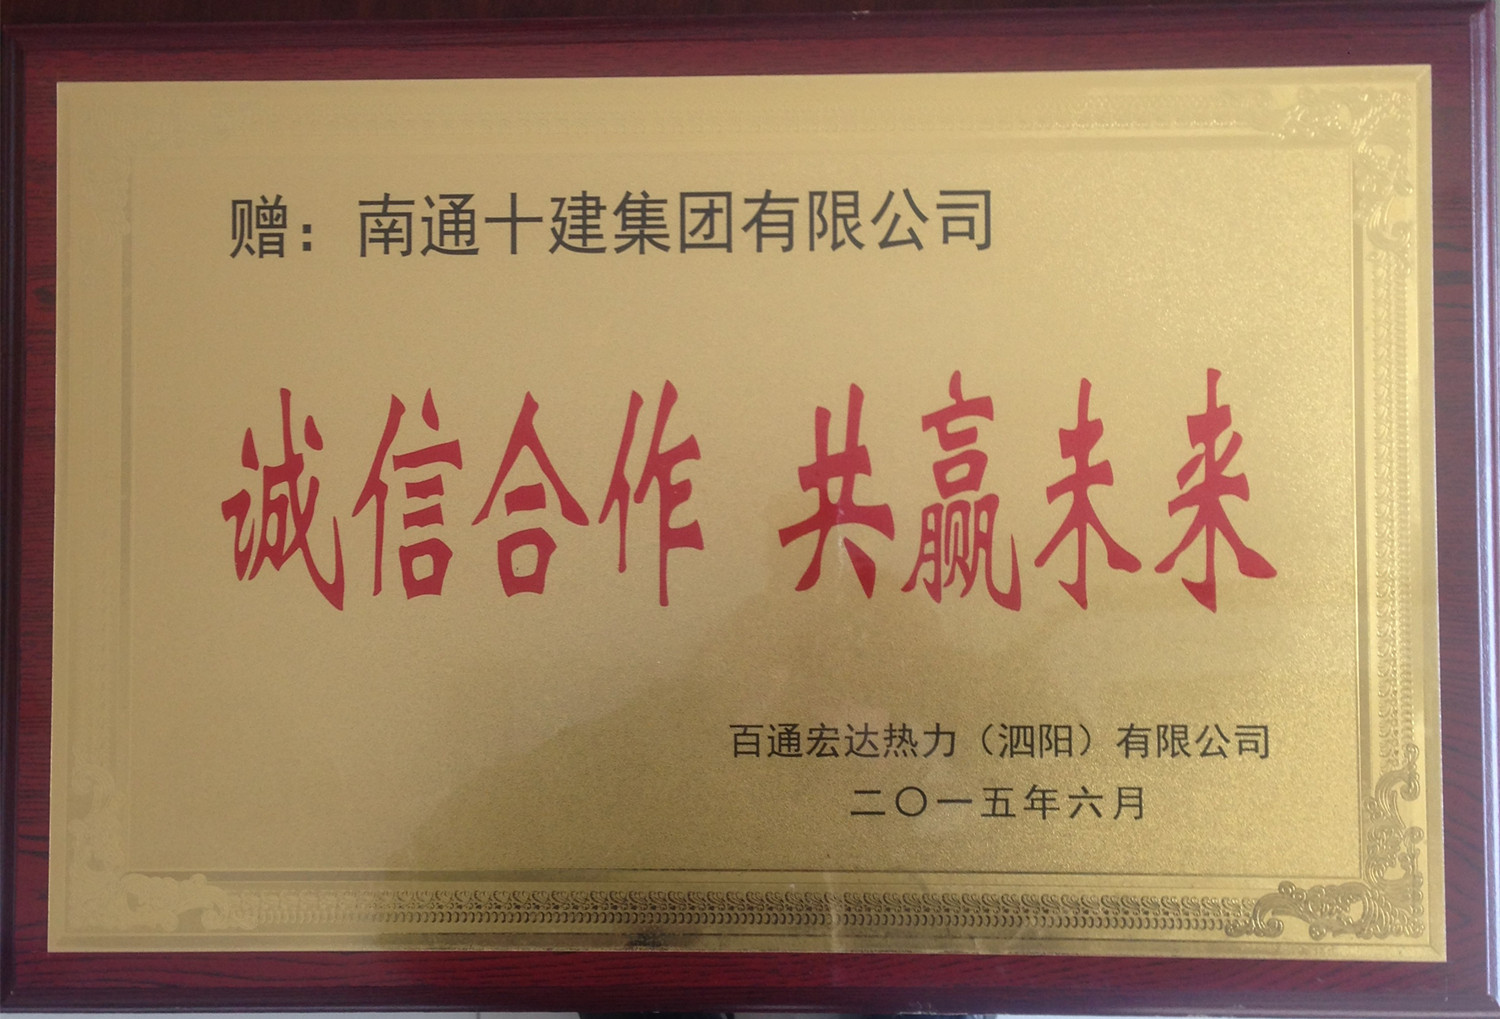 赠：南通十建集团有限公司
诚信合作 共赢未来
百通宏达热力（泗阳）有限公司
二〇一五年六月